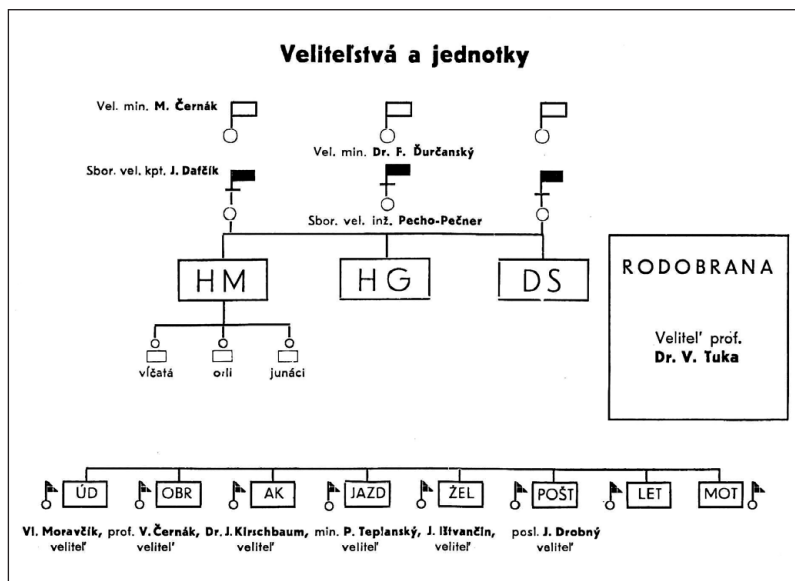 Veliteľstvá a jednotky
Vel. min. M. Černák
Vel. min. Dr. F. Ďurčanský
Sbor. vel. kpt. J. Dafčík
Sbor. vel. inž. Pecho-Pečner
HM
HG
DS
RODOBRANA
Veliteľ prof.
Dr. V. Tuka
vĺčatá
orli
junáci
ÚD
OBR
AK
JAZD
ŽEL
POŠT
LET
MOT
Vl. Moravčík,
veliteľ
prof. V. Černák,
veliteľ
Dr. J. Kirschbaum,
veliteľ
min. P. Teplanský,
veliteľ
J. Ištvančin,
veliteľ
posl. J. Drobný
veliteľ